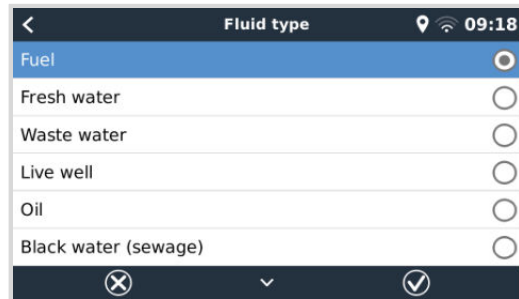 Fluid type 09:18
Fuel
Fresh water
Waste water
Live well
Oil
Black water (sewage)